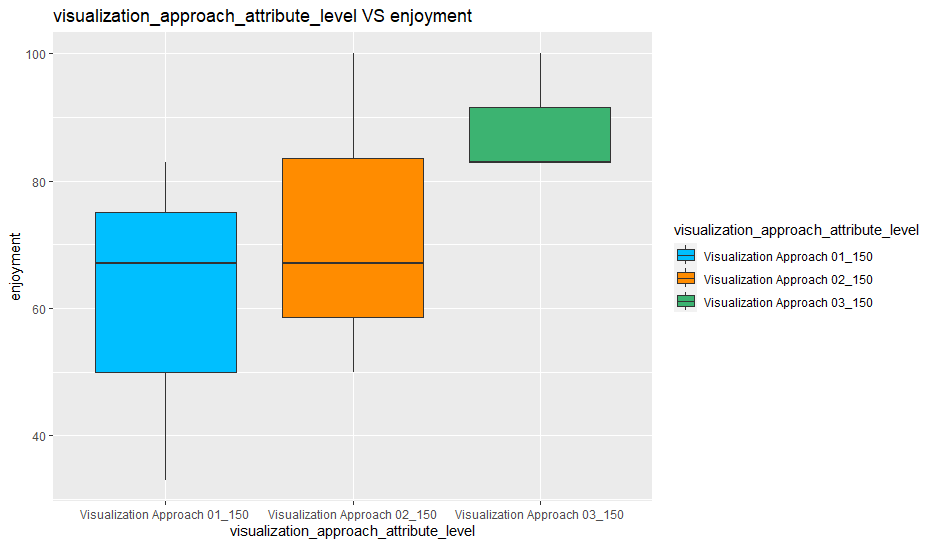 visualization_approach_attribute_level VS enjoyment
100
80
60
40
enjoyment
Visualization Approach 01_150
Visualization Approach 02_150
Visualization Approach 03_150
visualization_approach_attribute_level
visualization_approach_attribute_level
Visualization Approach 01_150
Visualization Approach 02_150
Visualization Approach 03_150